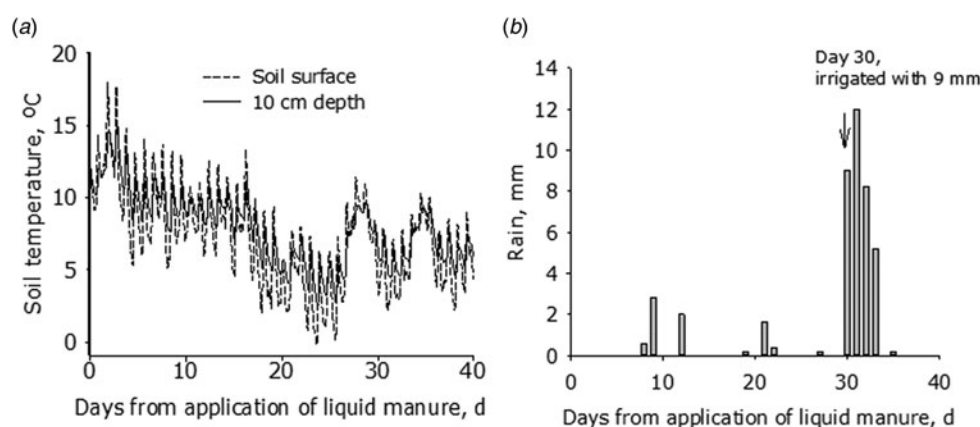 (a)
20
15
10
5
0
Soil temperature, ºC
Soil surface
10 cm depth
0 10 20 30 40
Days from application of liquid manure, d
(b)
Day 30,
irrigated with 9 mm
14
12
10
8
6
4
2
0
Rain, mm
0 10 20 30 40
Days from application of liquid manure, d